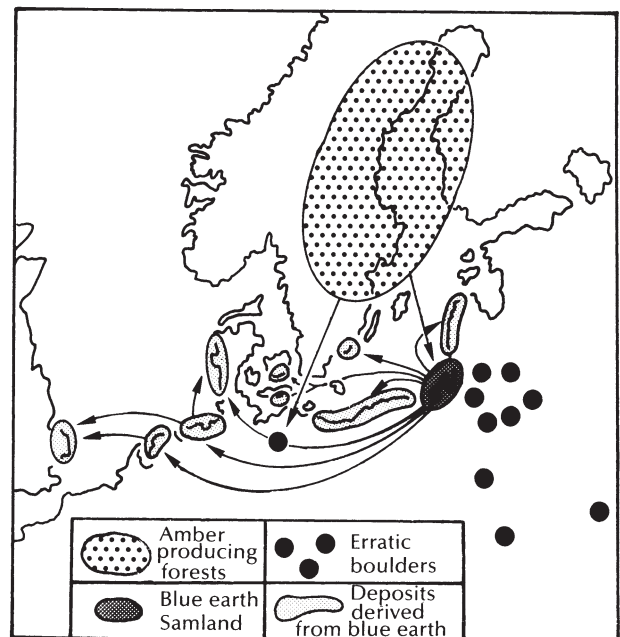 Amber
producing
forests
Erratic
boulders
Blue earth
Samland
Deposits
derived
from blue earth